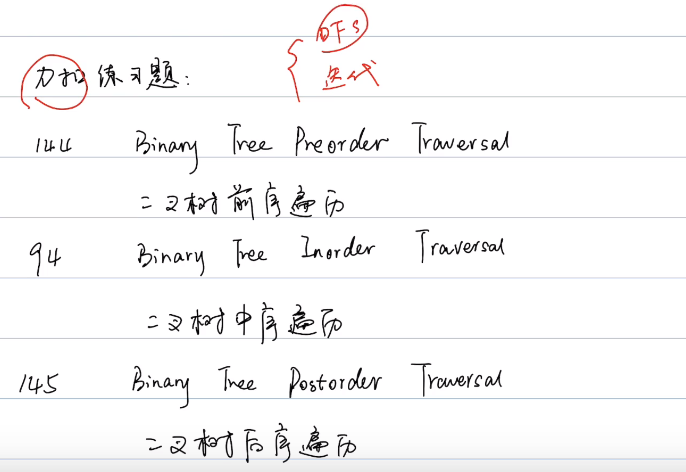 DFS
力扣练习题:
迭代
144 Binary Tree Preorder Traversal
二叉树前序遍历
94 Binary Tree Inorder Traversal
二叉树中序遍历
145 Binary Tree Postorder Traversal
二叉树后序遍历